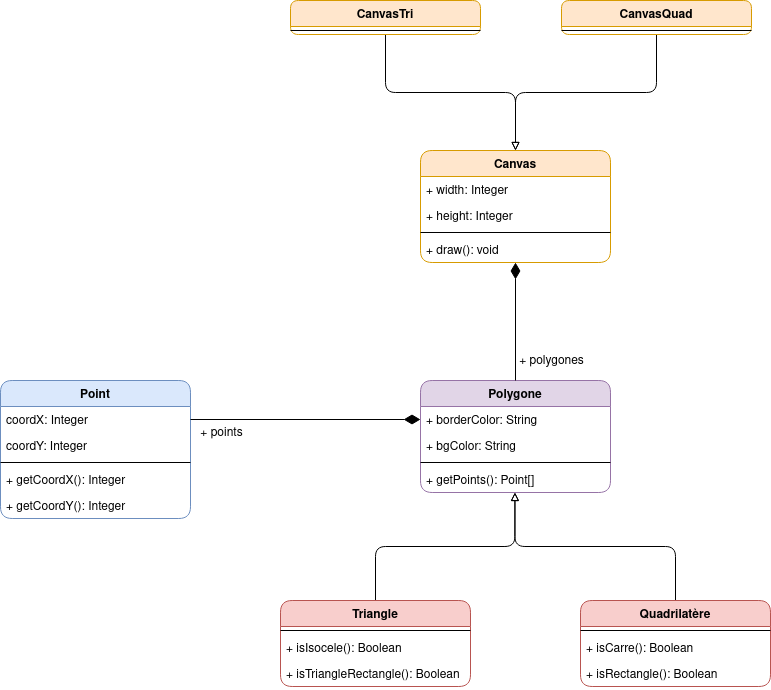 CanvasTri
CanvasQuad
Canvas
+ width: Integer
+ height: Integer
+ draw(): void
+ polygones
Point
coordX: Integer
coordY: Integer
+ getCoordX(): Integer
+ getCoordY(): Integer
+ points
Polygone
+ borderColor: String
+ bgColor: String
+ getPoints(): Point[]
Triangle
+ isIsocele(): Boolean
+ isTriangleRectangle(): Boolean
Quadrilatère
+ isCarre(): Boolean
+ isRectangle(): Boolean